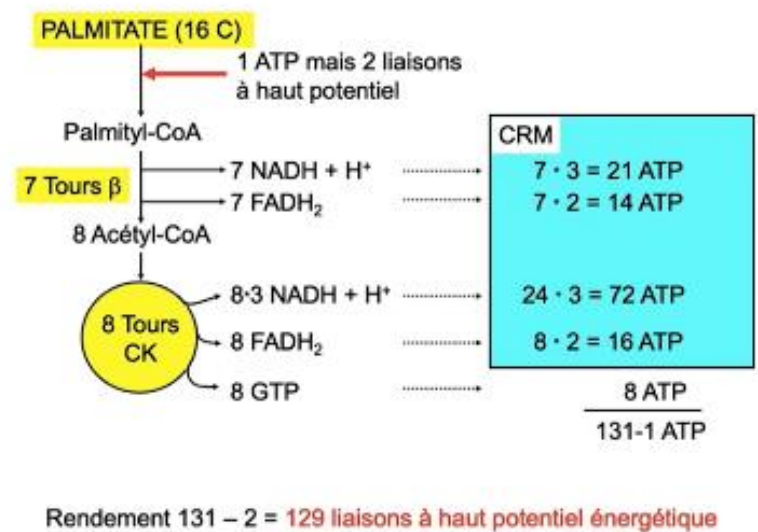 PALMITATE (16 C)
1 ATP mais 2 liaisons
à haut potentiel
Palmityl-CoA
CRM
7 Tours β
7 NADH + H⁺
7 · 3 = 21 ATP
7 FADH₂
7 · 2 = 14 ATP
8 Acétyl-CoA
8 Tours
CK
8·3 NADH + H⁺
24 · 3 = 72 ATP
8 FADH₂
8 · 2 = 16 ATP
8 GTP
8 ATP
131-1 ATP
Rendement 131 – 2 = 129 liaisons à haut potentiel énergétique